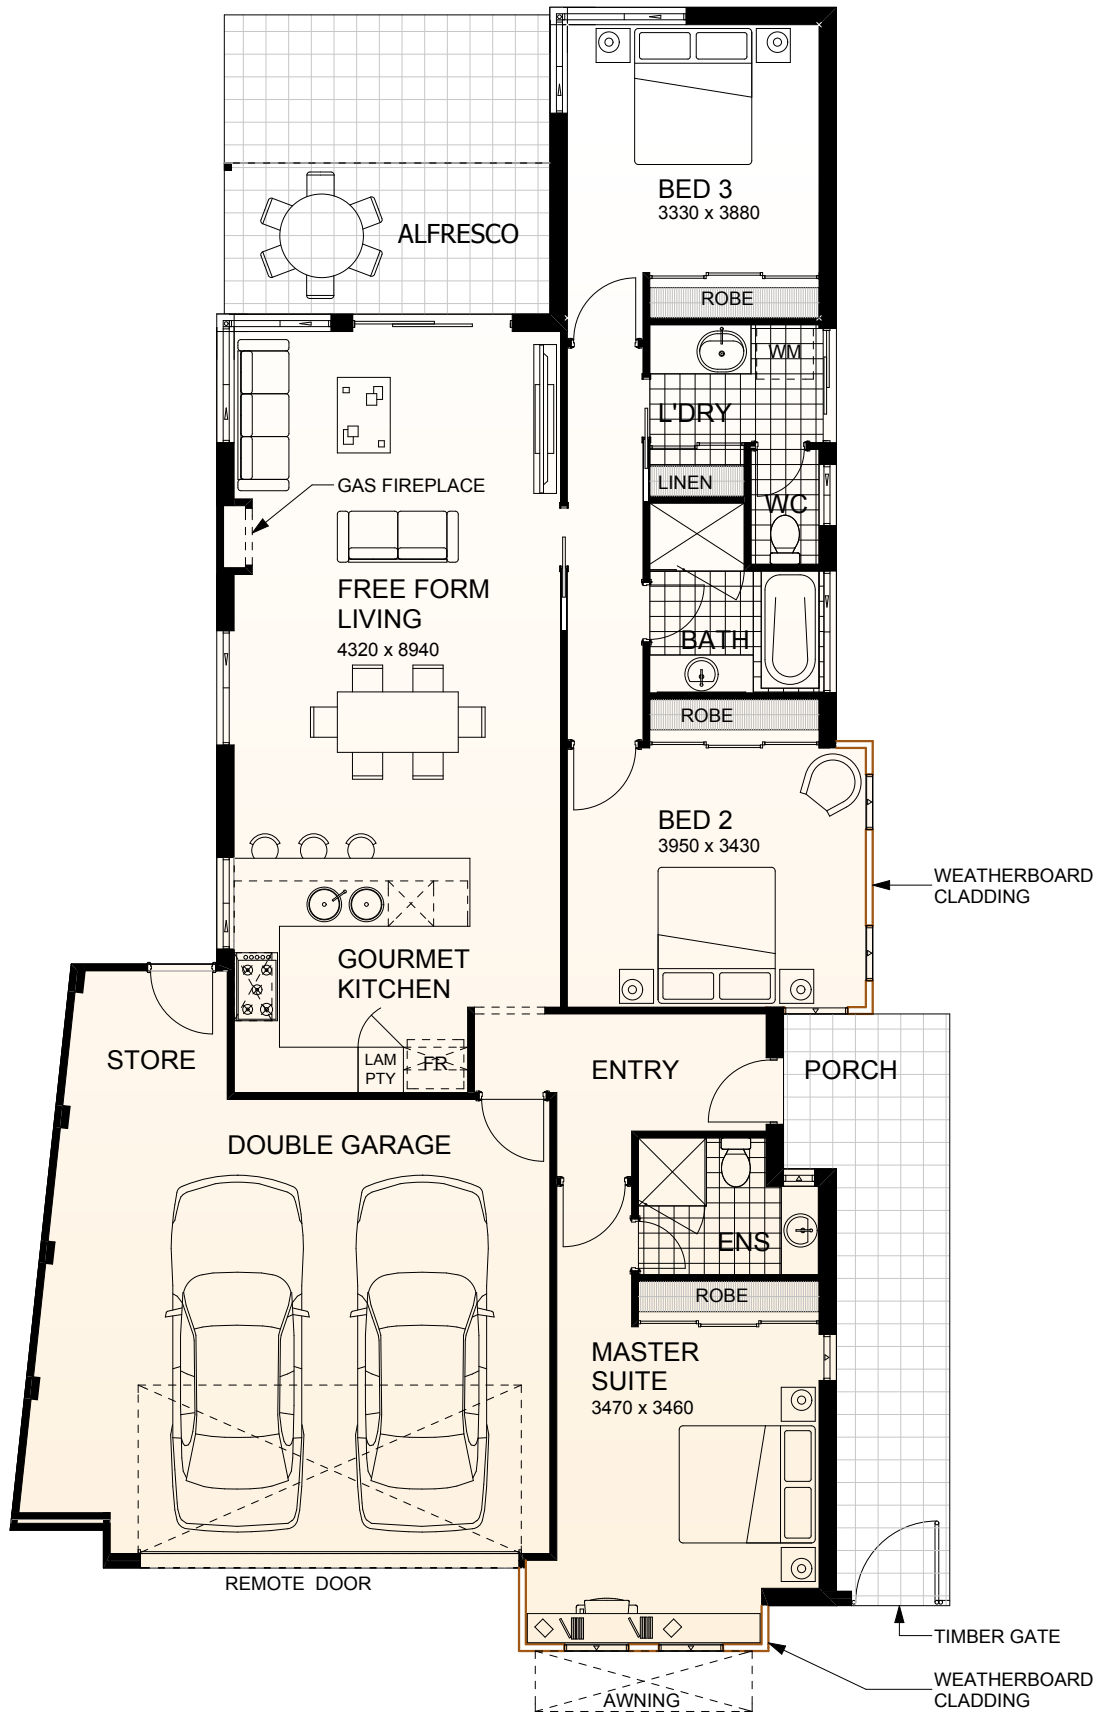 BED 3
3330 x 3880
ALFRESCO
ROBE
WM
L'DRY
GAS FIREPLACE
LINEN
WC
FREE FORM
LIVING
4320 x 8940
BATH
ROBE
BED 2
3950 x 3430
WEATHERBOARD
CLADDING
GOURMET
KITCHEN
STORE
LAM
PTY
FR
ENTRY
PORCH
DOUBLE GARAGE
ENS
ROBE
MASTER
SUITE
3470 x 3460
REMOTE DOOR
TIMBER GATE
WEATHERBOARD
CLADDING
AWNING